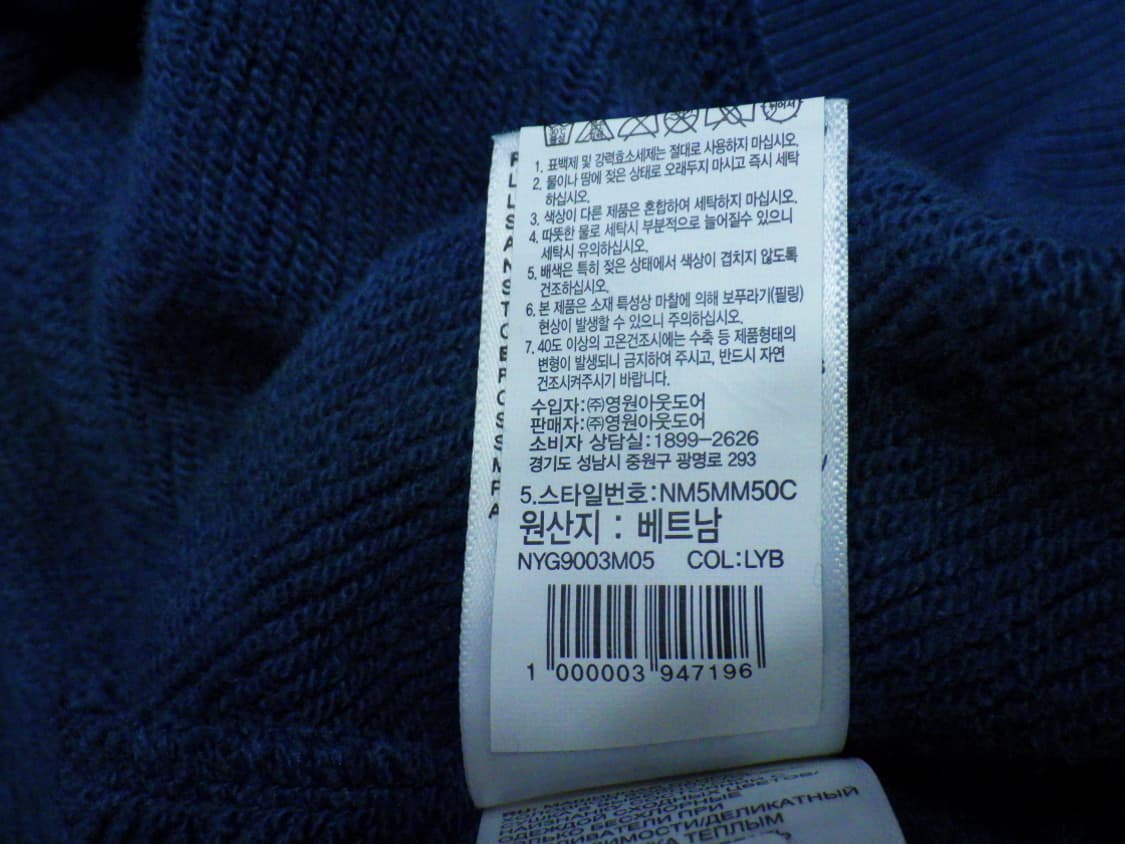 1. 표백제 및 강력효소세제는 절대로 사용하지 마십시오.
2. 물이나 땀에 젖은 상태로 오래두지 마시고 즉시 세탁
하십시오.
3. 색상이 다른 제품은 혼합하여 세탁하지 마십시오.
4. 따뜻한 물로 세탁시 부분적으로 늘어질수 있으니
세탁시 유의하십시오.
5. 배색은 특히 젖은 상태에서 색상이 겹치지 않도록
건조하십시오.
6. 본 제품은 소재 특성상 마찰에 의해 보푸라기(필링)
현상이 발생할 수 있으니 주의하십시오.
7. 40도 이상의 고온건조시에는 수축 등 제품형태의
변형이 발생되니 금지하여 주시고, 반드시 자연
건조시켜주시기 바랍니다.
수입자:㈜영원아웃도어
판매자:㈜영원아웃도어
소비자 상담실:1899-2626
경기도 성남시 중원구 광명로 293
5.스타일번호:NM5MM50C
원산지 : 베트남
NYG9003M05 COL:LYB
1 000003 947196
ОДЕЖДОЙ СХОДНЫЕ
ТОЛЬКО БЕСХЛОРНЫЕ
ПРИ
/ДЕЛИКАТНЫЙ
ТЕПЛЫМ